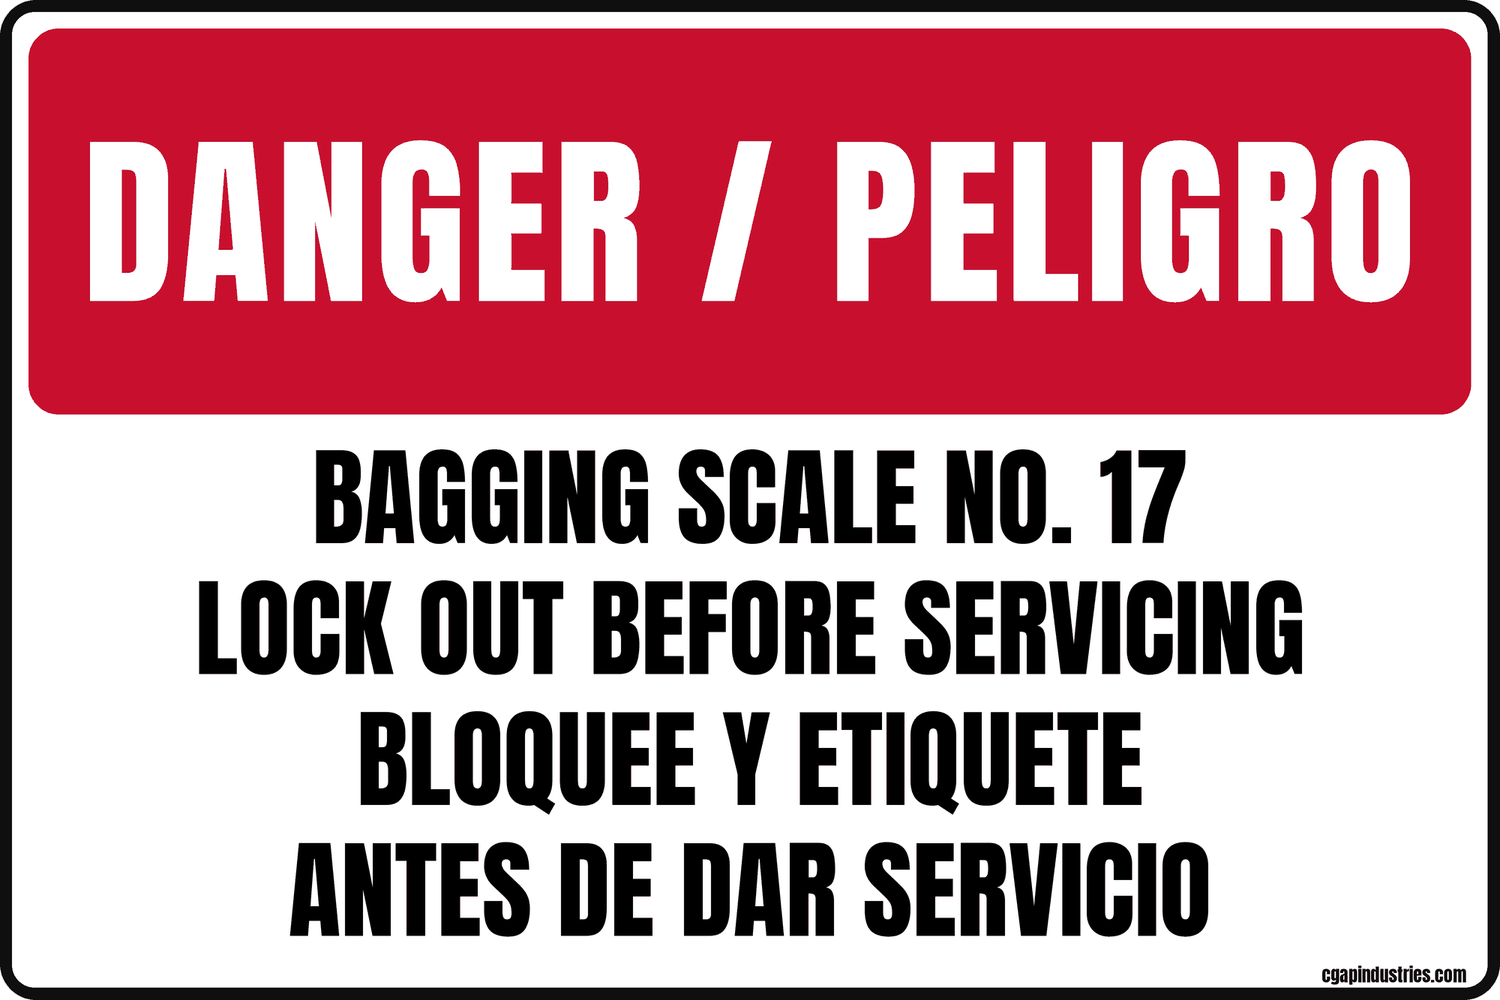 DANGER / PELIGRO
BAGGING SCALE NO. 17
LOCK OUT BEFORE SERVICING
BLOQUEE Y ETIQUETE
ANTES DE DAR SERVICIO
cgapindustries.com